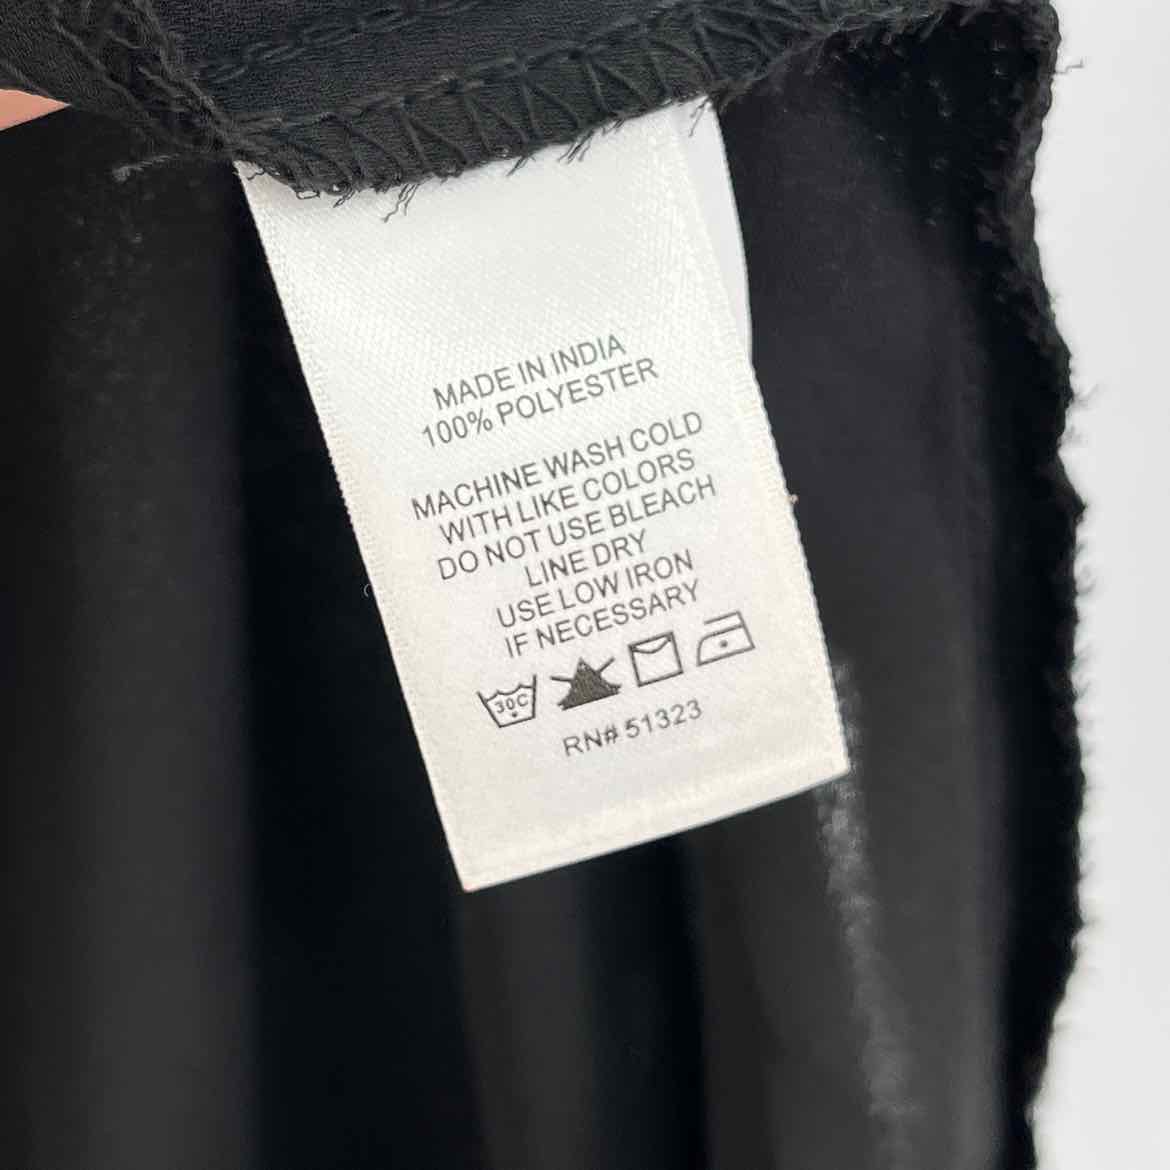 MADE IN INDIA
100% POLYESTER
MACHINE WASH COLD
WITH LIKE COLORS
DO NOT USE BLEACH
LINE DRY
USE LOW IRON
IF NECESSARY
30C
RN# 51323